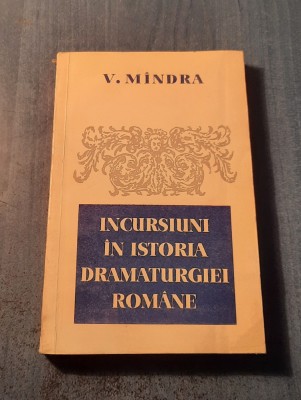 V. MÎNDRA
INCURSIUNI
ÎN ISTORIA
DRAMATURGIEI
ROMÂNE